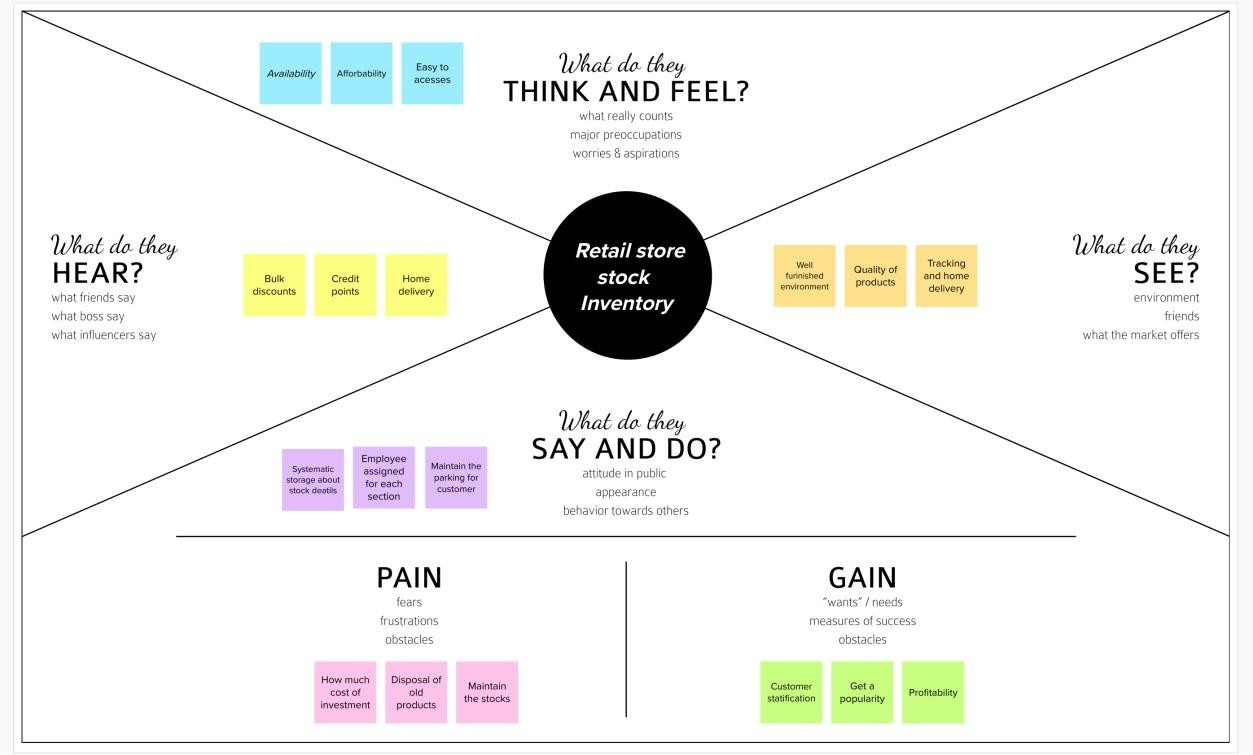 Availability
Afforbability
Easy to
acesses
What do they
THINK AND FEEL?
what really counts
major preoccupations
worries & aspirations
What do they
HEAR?
what friends say
what boss say
what influencers say
Bulk
discounts
Credit
points
Home
delivery
Retail store
stock
Inventory
Well
furinished
environment
Quality of
products
Tracking
and home
delivery
What do they
SEE?
environment
friends
what the market offers
What do they
SAY AND DO?
attitude in public
appearance
behavior towards others
Systematic
storage about
stock deatils
Employee
assigned
for each
section
Maintain the
parking for
customer
PAIN
fears
frustrations
obstacles
How much
cost of
investment
Disposal of
old
products
Maintain
the stocks
GAIN
“wants” / needs
measures of success
obstacles
Customer
statification
Get a
popularity
Profitability